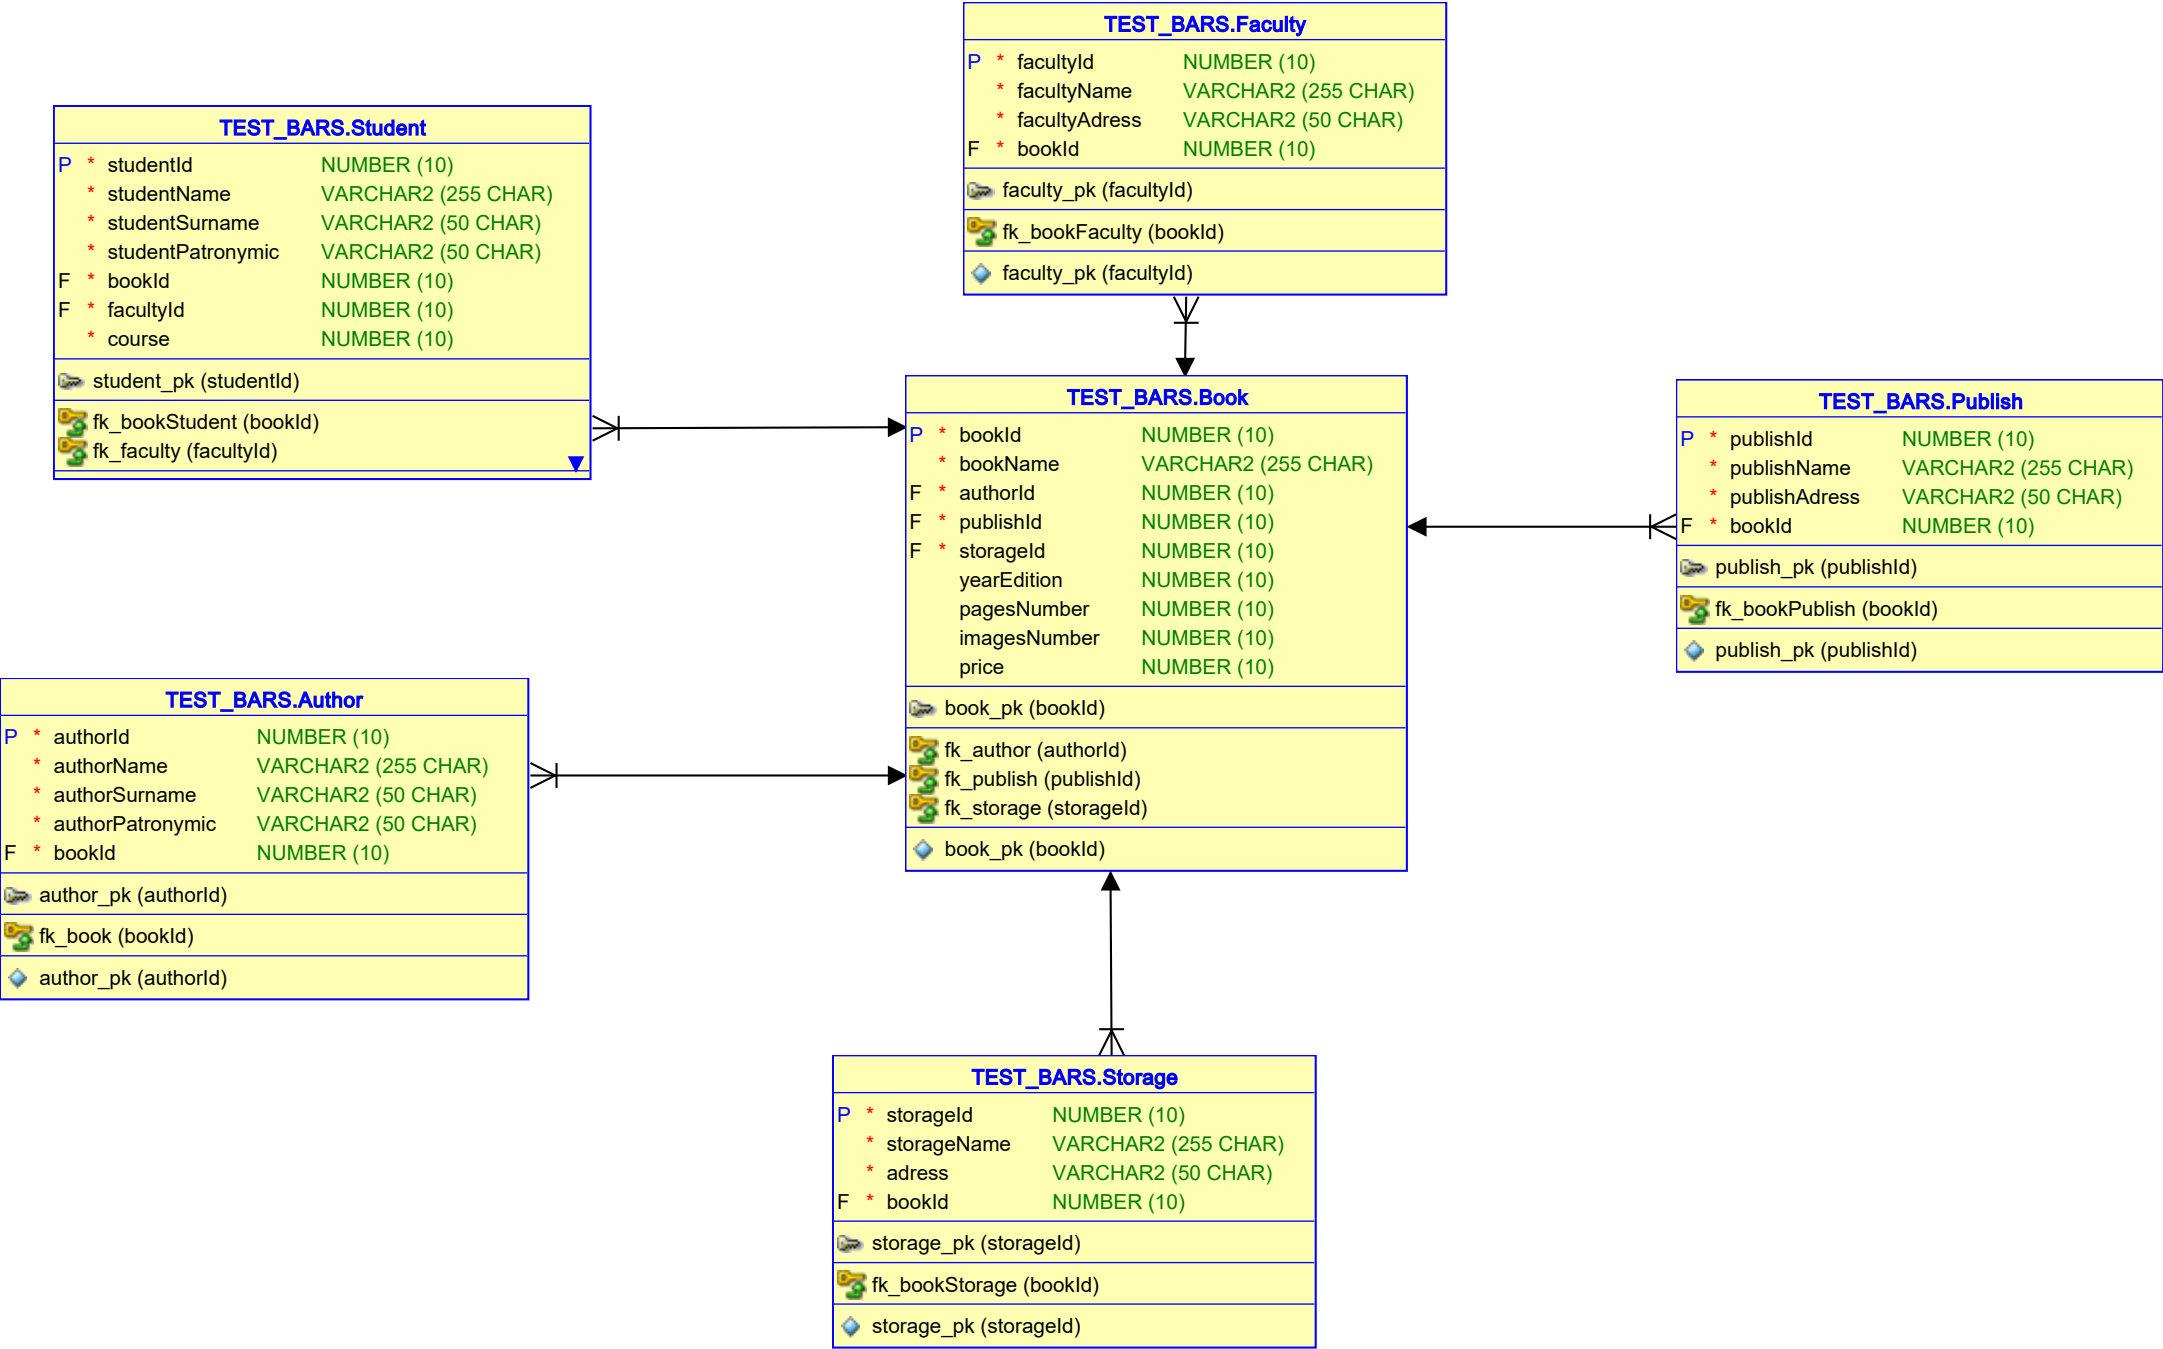 TEST_BARS.Faculty
P * facultyId NUMBER (10)
* facultyName VARCHAR2 (255 CHAR)
* facultyAdress VARCHAR2 (50 CHAR)
F * bookId NUMBER (10)
faculty_pk (facultyId)
fk_bookFaculty (bookId)
faculty_pk (facultyId)
TEST_BARS.Student
P * studentId NUMBER (10)
* studentName VARCHAR2 (255 CHAR)
* studentSurname VARCHAR2 (50 CHAR)
* studentPatronymic VARCHAR2 (50 CHAR)
F * bookId NUMBER (10)
F * facultyId NUMBER (10)
* course NUMBER (10)
student_pk (studentId)
fk_bookStudent (bookId)
fk_faculty (facultyId)
TEST_BARS.Book
P * bookId NUMBER (10)
* bookName VARCHAR2 (255 CHAR)
F * authorId NUMBER (10)
F * publishId NUMBER (10)
F * storageId NUMBER (10)
yearEdition NUMBER (10)
pagesNumber NUMBER (10)
imagesNumber NUMBER (10)
price NUMBER (10)
book_pk (bookId)
fk_author (authorId)
fk_publish (publishId)
fk_storage (storageId)
book_pk (bookId)
TEST_BARS.Publish
P * publishId NUMBER (10)
* publishName VARCHAR2 (255 CHAR)
* publishAdress VARCHAR2 (50 CHAR)
F * bookId NUMBER (10)
publish_pk (publishId)
fk_bookPublish (bookId)
publish_pk (publishId)
TEST_BARS.Author
P * authorId NUMBER (10)
* authorName VARCHAR2 (255 CHAR)
* authorSurname VARCHAR2 (50 CHAR)
* authorPatronymic VARCHAR2 (50 CHAR)
F * bookId NUMBER (10)
author_pk (authorId)
fk_book (bookId)
author_pk (authorId)
TEST_BARS.Storage
P * storageId NUMBER (10)
* storageName VARCHAR2 (255 CHAR)
* adress VARCHAR2 (50 CHAR)
F * bookId NUMBER (10)
storage_pk (storageId)
fk_bookStorage (bookId)
storage_pk (storageId)